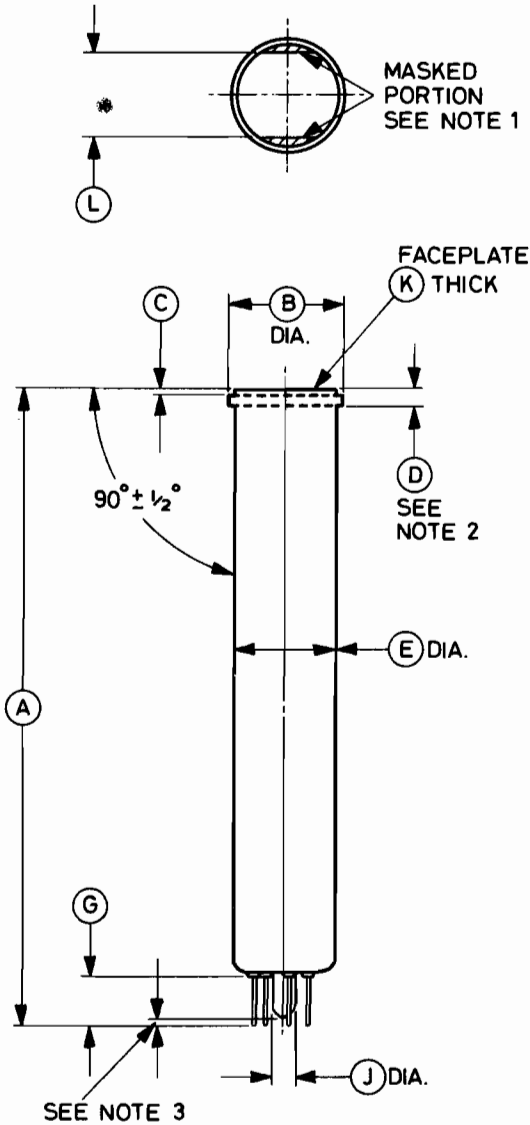 MASKED
PORTION
SEE NOTE 1
L
FACEPLATE
K THICK
C
B
DIA.
D
SEE
NOTE 2
90° ± 1/2°
E DIA.
A
G
J DIA.
SEE NOTE 3